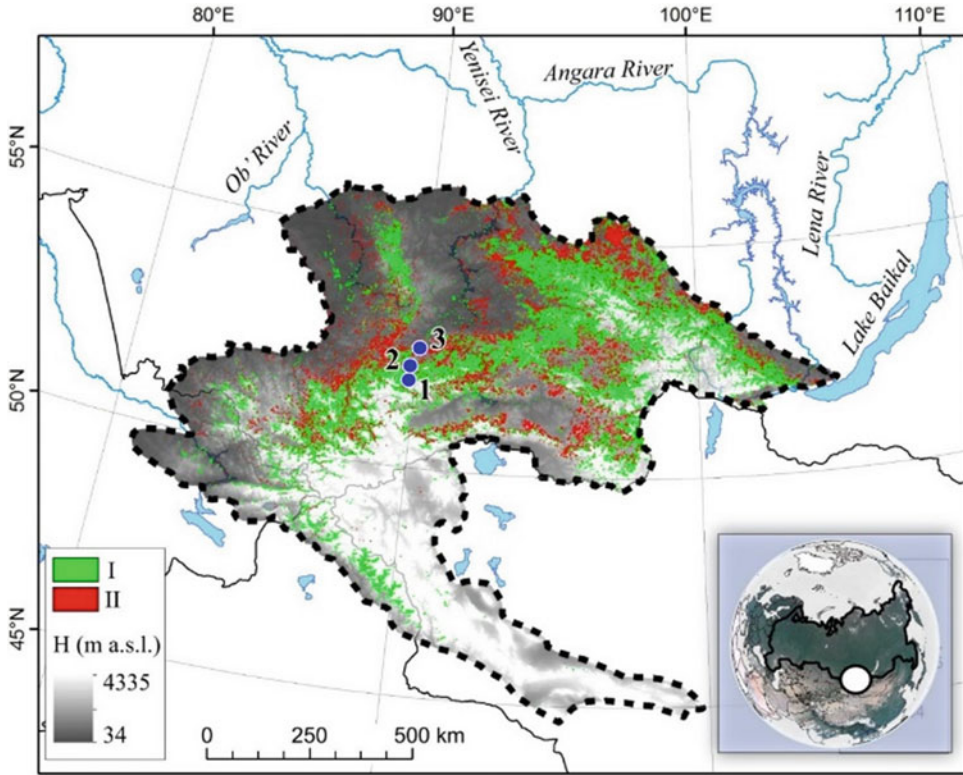 80°E
90°E
100°E
110°E
Yenisei River
Angara River
Ob' River
Lena River
Lake Baikal
55°N
50°N
45°N
3
2
1
I
II
H (m a.s.l.)
4335
34
0 250 500 km